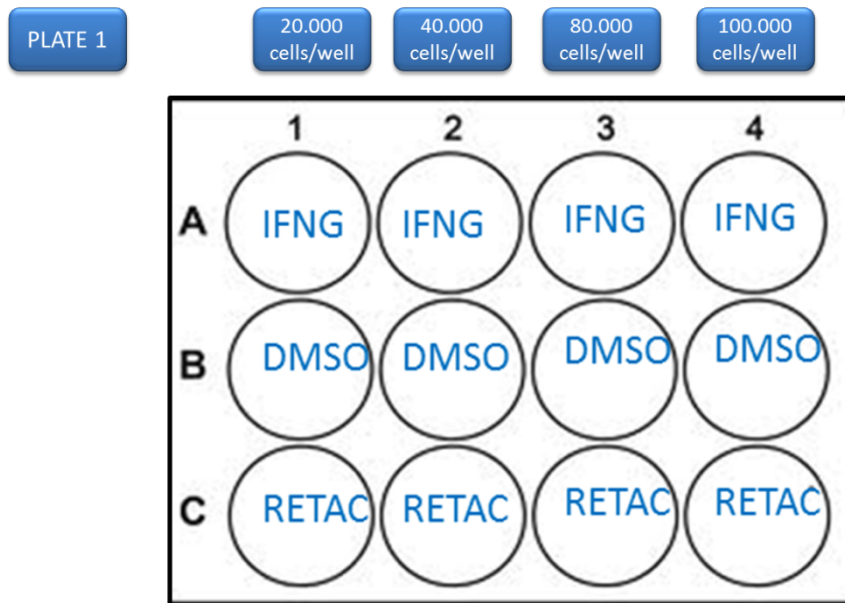 PLATE 1
20.000 40.000 80.000 100.000
cells/well cells/well cells/well cells/well
1 2 3 4
A IFNG IFNG IFNG IFNG
B DMSO DMSO DMSO DMSO
C RETAC RETAC RETAC RETAC